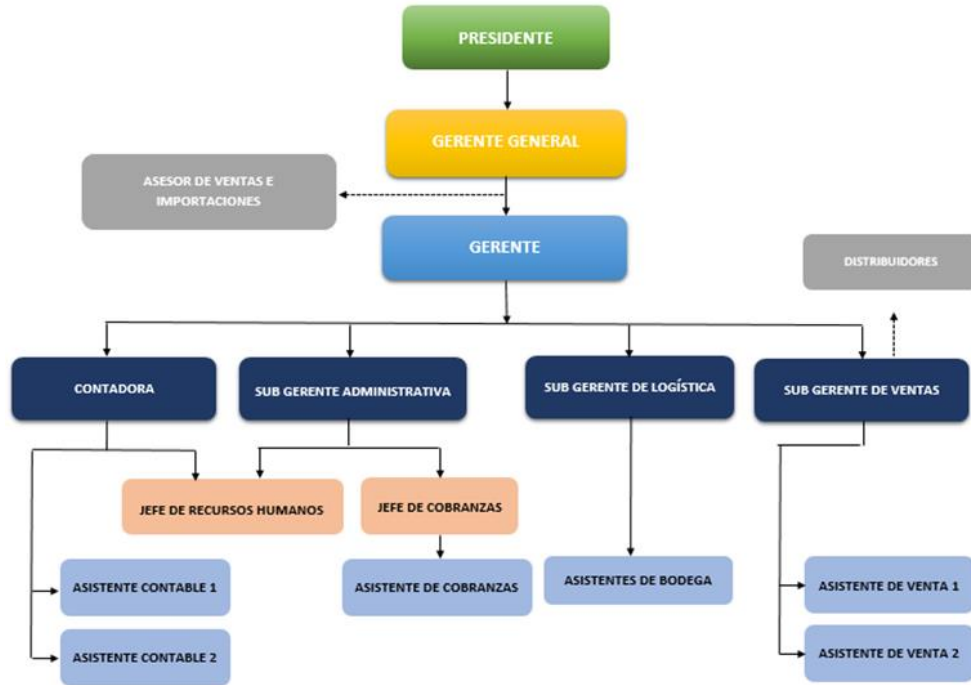 PRESIDENTE
GERENTE GENERAL
ASESOR DE VENTAS E
IMPORTACIONES
GERENTE
DISTRIBUIDORES
CONTADORA
SUB GERENTE ADMINISTRATIVA
SUB GERENTE DE LOGÍSTICA
SUB GERENTE DE VENTAS
JEFE DE RECURSOS HUMANOS
JEFE DE COBRANZAS
ASISTENTE CONTABLE 1
ASISTENTE DE COBRANZAS
ASISTENTES DE BODEGA
ASISTENTE DE VENTA 1
ASISTENTE CONTABLE 2
ASISTENTE DE VENTA 2